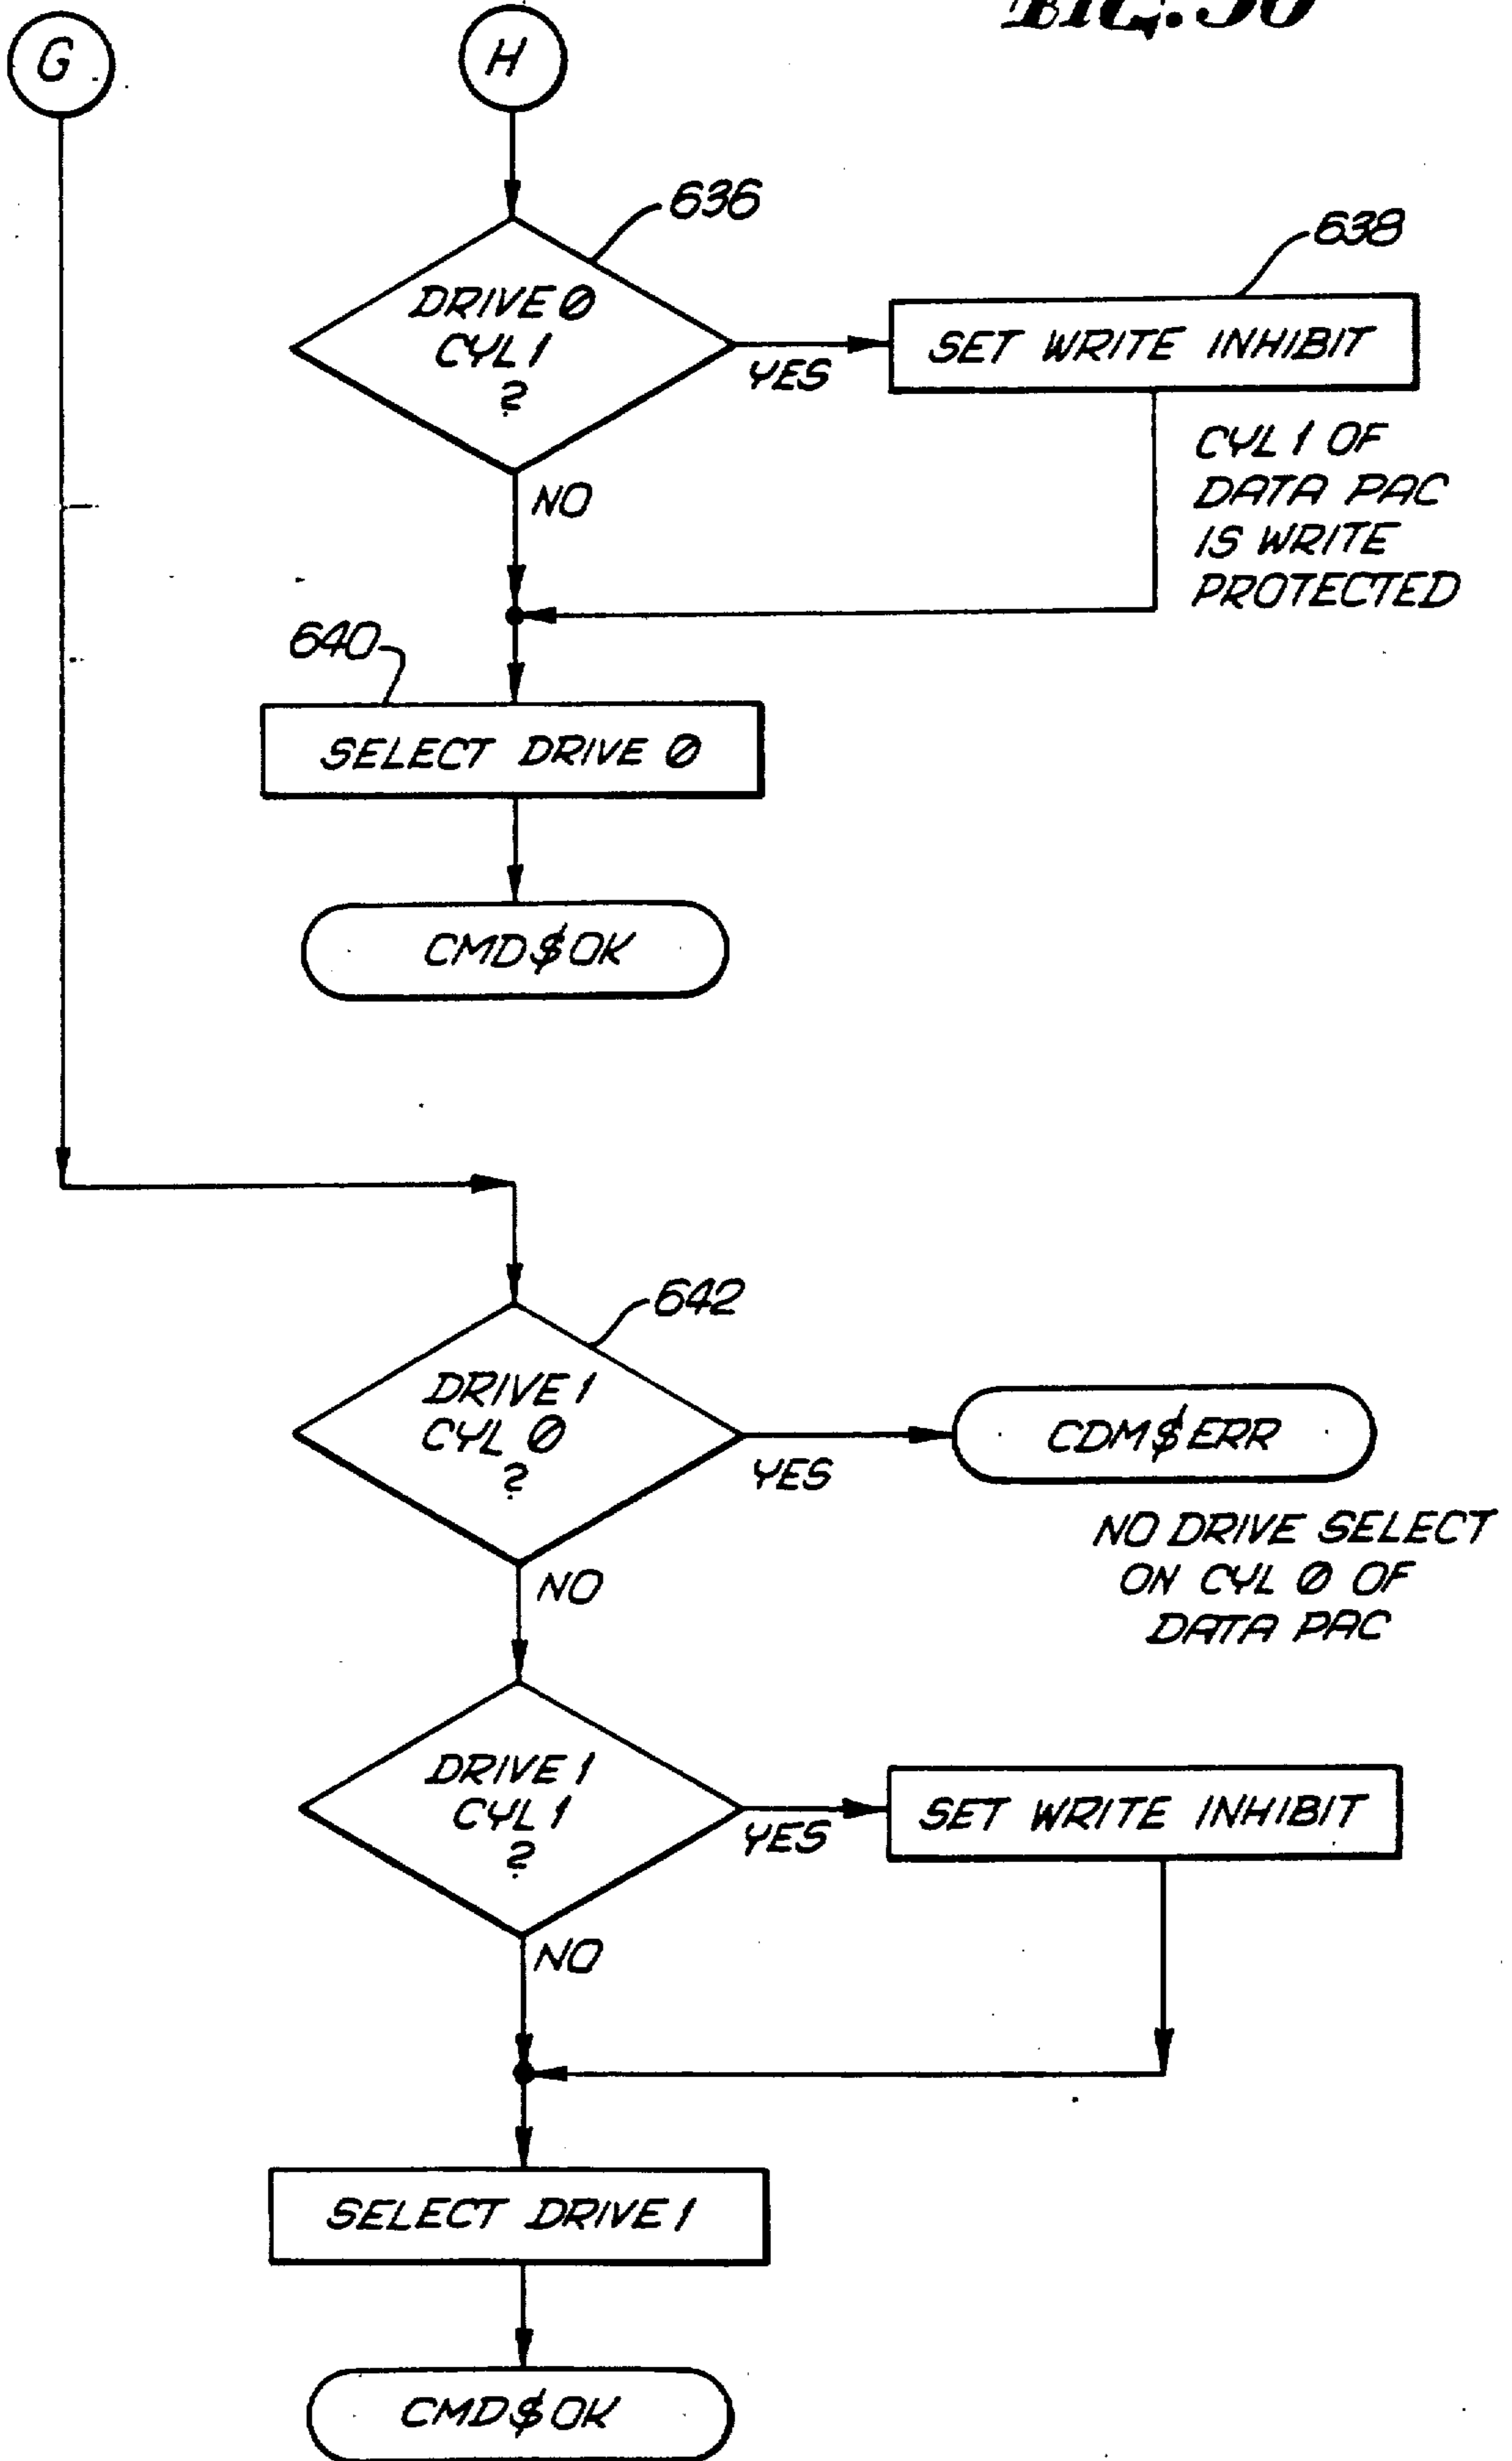 G
H
636
638
DRIVE Ø
CYL 1
?
YES
SET WRITE INHIBIT
CYL 1 OF
DATA PAC
IS WRITE
PROTECTED
NO
640
SELECT DRIVE Ø
CMD$OK
642
DRIVE 1
CYL Ø
?
YES
CDM$ERR
NO DRIVE SELECT
ON CYL Ø OF
DATA PAC
NO
DRIVE 1
CYL 1
?
YES
SET WRITE INHIBIT
NO
SELECT DRIVE 1
CMD$OK